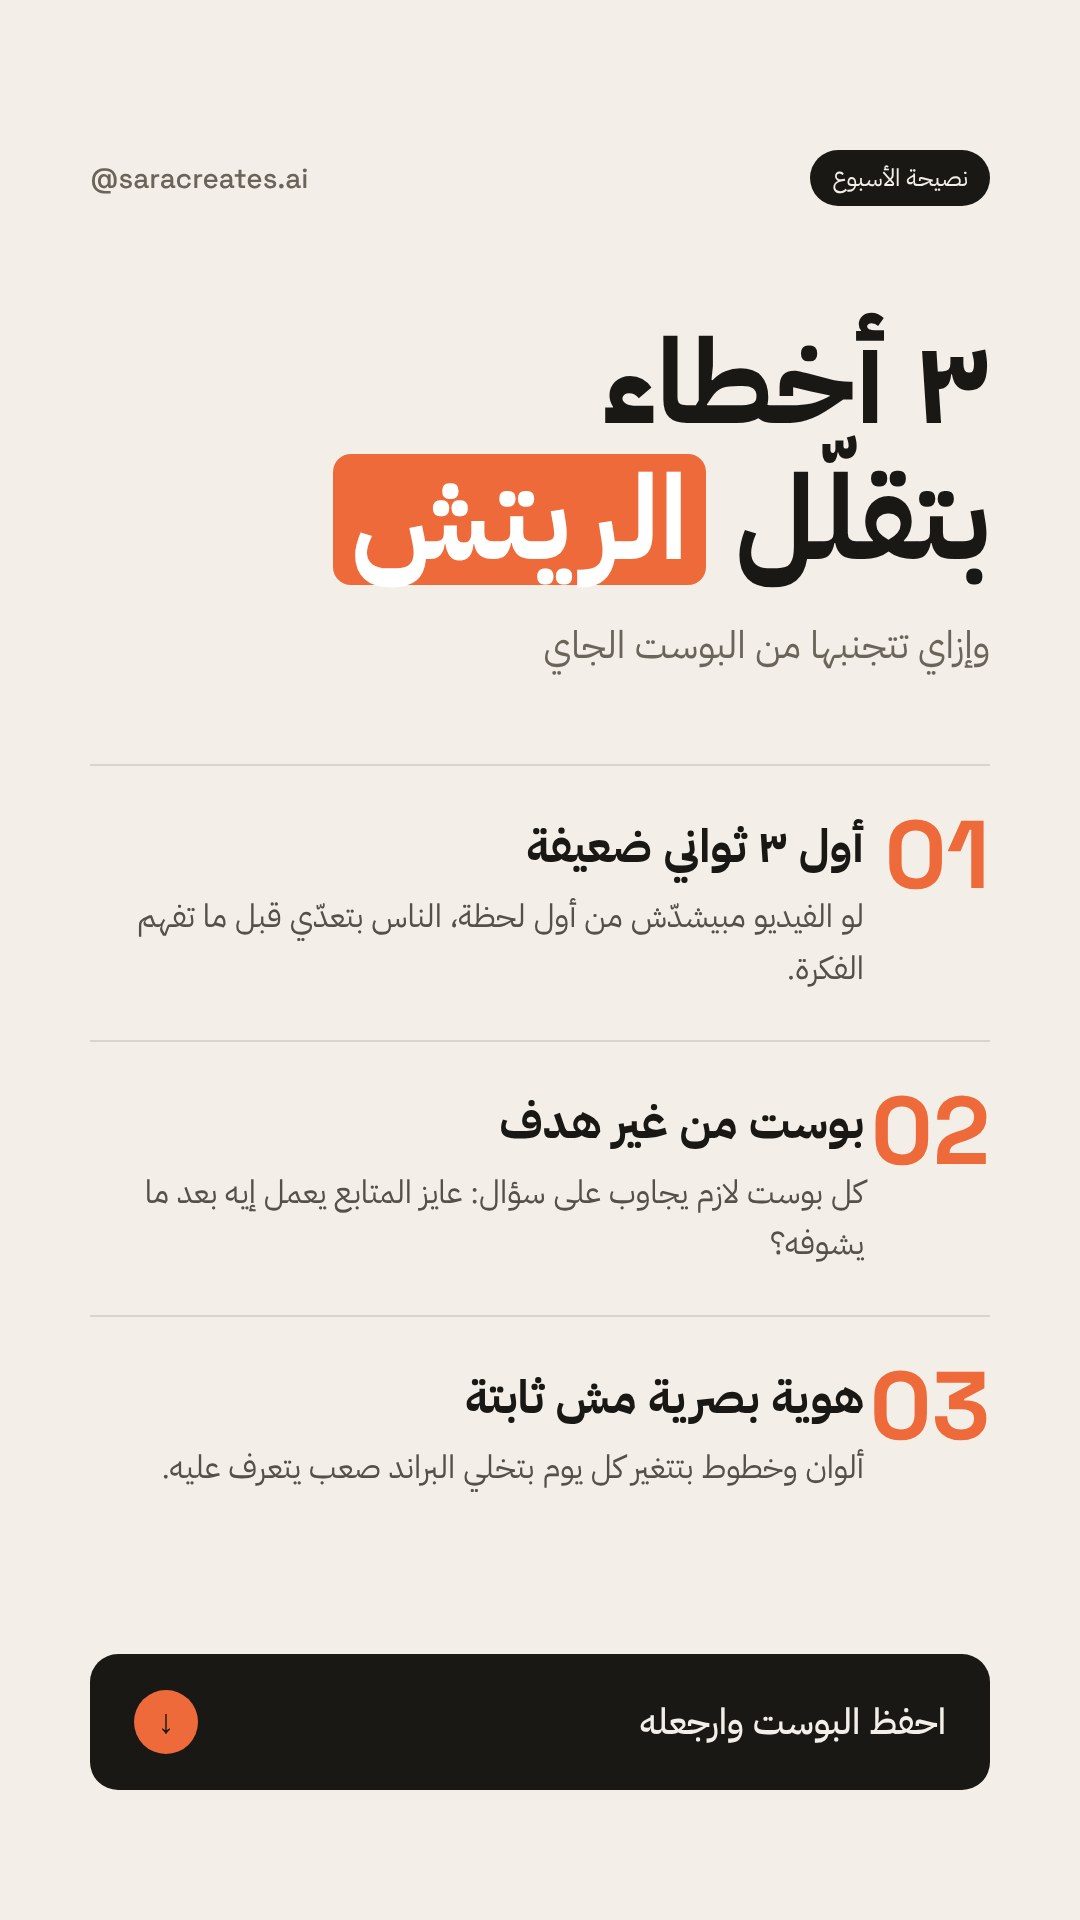 نصيحة الأسبوع
@saracreates.ai
٣ أخطاء
بتقلّل الريتش
وإزاي تتجنبها من البوست الجاي
01
أول ٣ ثواني ضعيفة
لو الفيديو مبيشدّش من أول لحظة، الناس بتعدّي قبل ما تفهم
الفكرة.
02
بوست من غير هدف
كل بوست لازم يجاوب على سؤال: عايز المتابع يعمل إيه بعد ما
يشوفه؟
03
هوية بصرية مش ثابتة
ألوان وخطوط بتتغير كل يوم بتخلي البراند صعب يتعرف عليه.
احفظ البوست وارجعله
↓